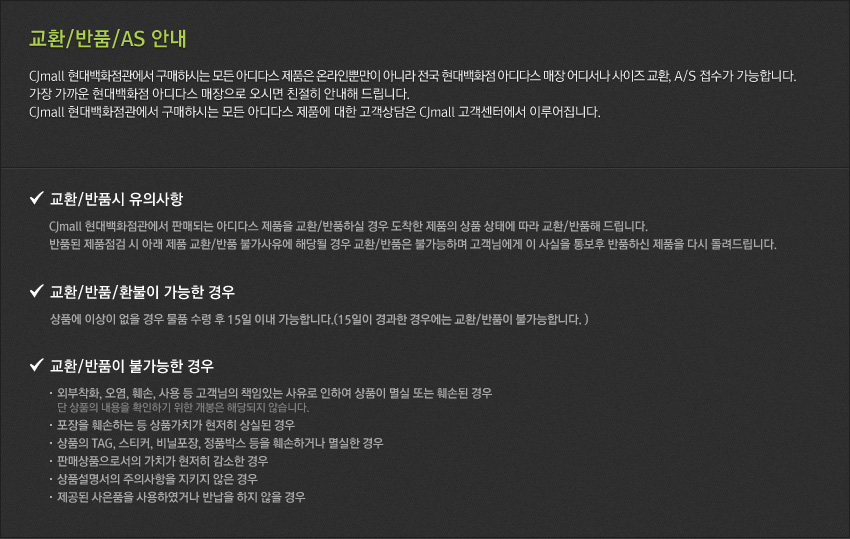 교환/반품/AS 안내
CJmall 현대백화점관에서 구매하시는 모든 아디다스 제품은 온라인뿐만이 아니라 전국 현대백화점 아디다스 매장 어디서나 사이즈 교환, A/S 접수가 가능합니다.
가장 가까운 현대백화점 아디다스 매장으로 오시면 친절히 안내해 드립니다.
CJmall 현대백화점관에서 구매하시는 모든 아디다스 제품에 대한 고객상담은 CJmall 고객센터에서 이루어집니다.
교환/반품시 유의사항
CJmall 현대백화점관에서 판매되는 아디다스 제품을 교환/반품하실 경우 도착한 제품의 상품 상태에 따라 교환/반품해 드립니다.
반품된 제품점검 시 아래 제품 교환/반품 불가사유에 해당될 경우 교환/반품은 불가능하며 고객님에게 이 사실을 통보후 반품하신 제품을 다시 돌려드립니다.
교환/반품/환불이 가능한 경우
상품에 이상이 없을 경우 물품 수령 후 15일 이내 가능합니다.(15일이 경과한 경우에는 교환/반품이 불가능합니다. )
교환/반품이 불가능한 경우
· 외부착화, 오염, 훼손, 사용 등 고객님의 책임있는 사유로 인하여 상품이 멸실 또는 훼손된 경우
단 상품의 내용을 확인하기 위한 개봉은 해당되지 않습니다.
· 포장을 훼손하는 등 상품가치가 현저히 상실된 경우
· 상품의 TAG, 스티커, 비닐포장, 정품박스 등을 훼손하거나 멸실한 경우
· 판매상품으로서의 가치가 현저히 감소한 경우
· 상품설명서의 주의사항을 지키지 않은 경우
· 제공된 사은품을 사용하였거나 반납을 하지 않을 경우